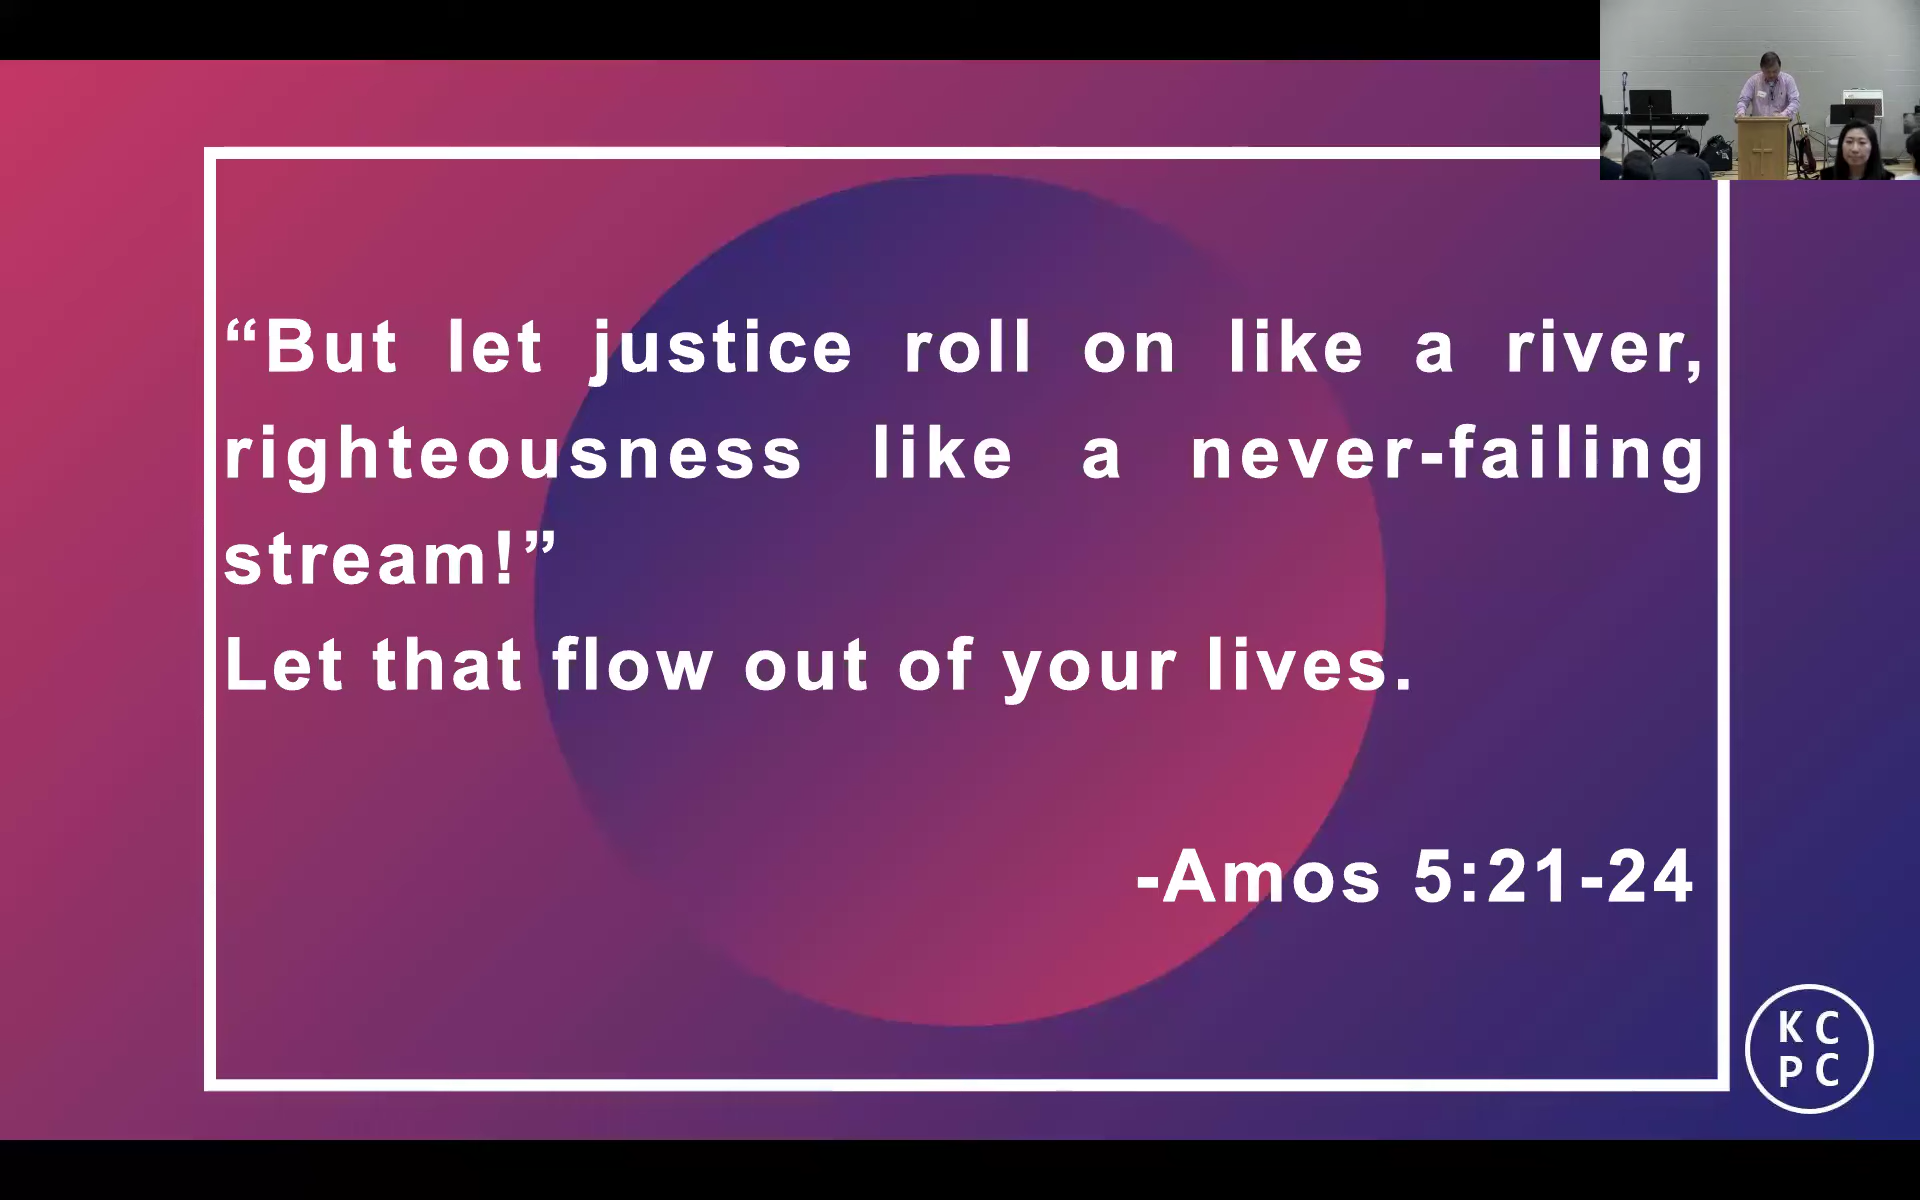 “But let justice roll on like a river,
righteousness like a never-failing
stream!”
Let that flow out of your lives.
-Amos 5:21-24
K C
P C